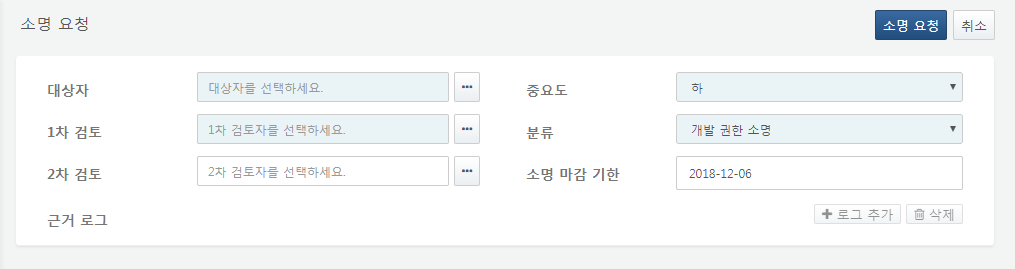 소명 요청
소명 요청 취소
대상자 대상자를 선택하세요. ••• 중요도 하
1차 검토 1차 검토자를 선택하세요. ••• 분류 개발 권한 소명
2차 검토 2차 검토자를 선택하세요. ••• 소명 마감 기한 2018-12-06
근거 로그 로그 추가 삭제